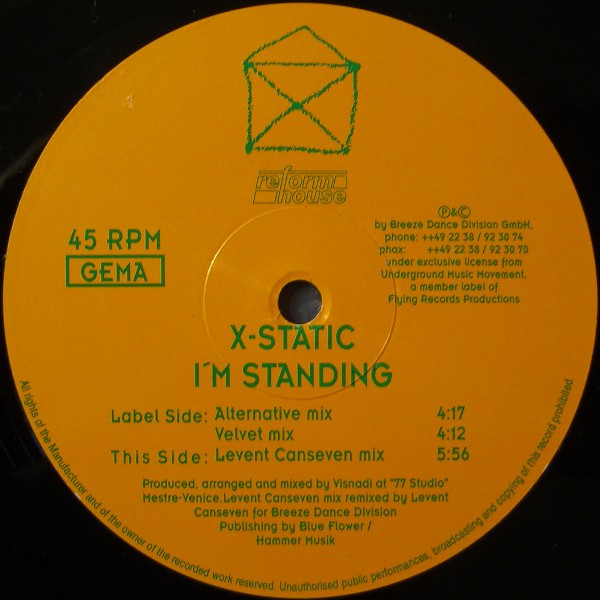 reform
house
45 RPM
GEMA
℗&©
by Breeze Dance Division GmbH,
phone: ++49 22 38 / 92 30 74
phax: ++49 22 38 / 92 30 70
under exclusive license from
Underground Music Movement,
a member label of
Flying Records Productions
X-STATIC
I´M STANDING
Label Side: Alternative mix 4:17
Velvet mix 4:12
This Side: Levent Canseven mix 5:56
Produced, arranged and mixed by Visnadi at "77 Studio"
Mestre-Venice.Levent Canseven mix remixed by Levent
Canseven for Breeze Dance Division
Publishing by Blue Flower /
Hammer Musik
All rights of the Manufacturer and of the owner of the recorded work reserved. Unauthorised public performances, broadcasting and copying of this record prohibited